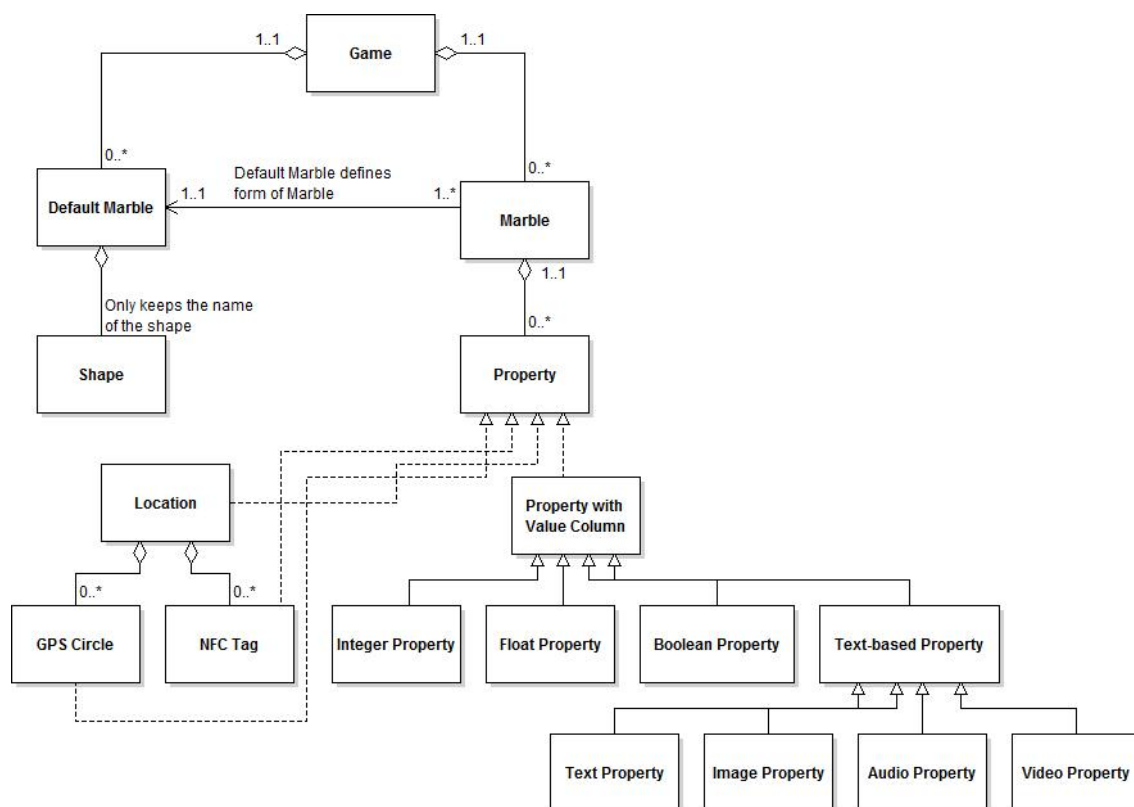 1..1
Game
1..1
0..*
0..*
Default Marble
1..1
Default Marble defines
form of Marble
1..*
Marble
1..1
Only keeps the name
of the shape
0..*
Shape
Property
Location
Property with
Value Column
0..*
0..*
GPS Circle
NFC Tag
Integer Property
Float Property
Boolean Property
Text-based Property
Text Property
Image Property
Audio Property
Video Property